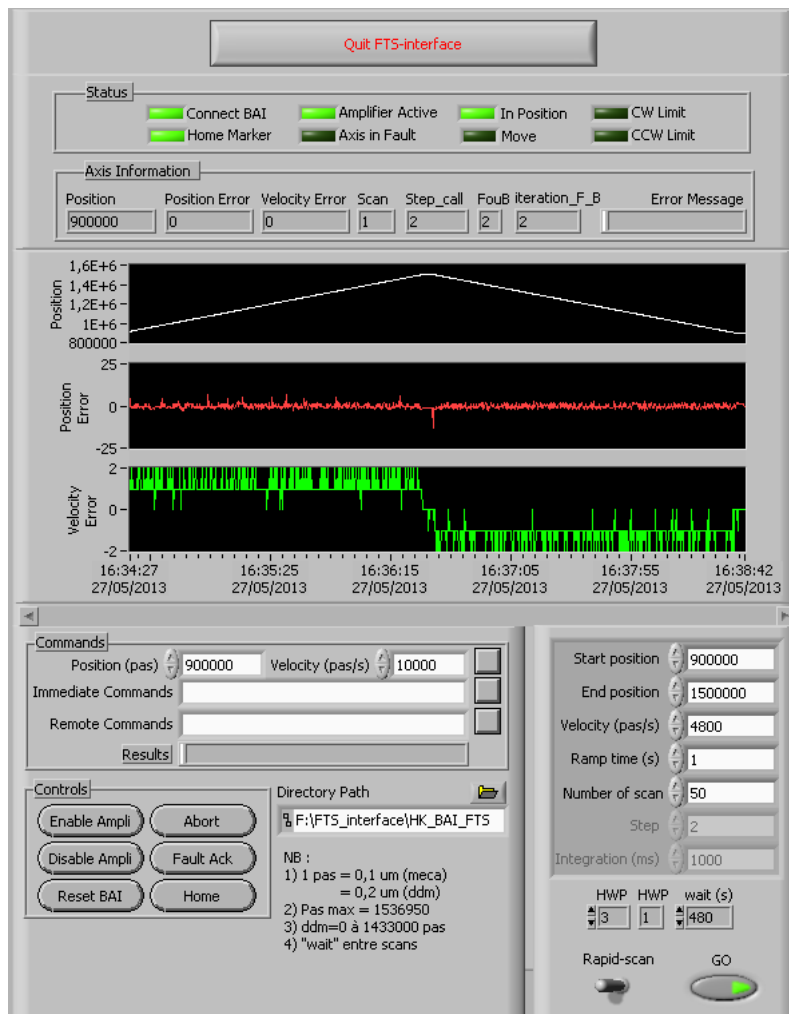 Quit FTS-interface
Status
Connect BAI Amplifier Active In Position CW Limit
Home Marker Axis in Fault Move CCW Limit
Axis Information
Position Position Error Velocity Error Scan Step_call FouB iteration_F_B Error Message
900000 0 0 1 2 2 2
1,6E+6
1,4E+6
1,2E+6
1E+6
800000
Position
25
0
-25
Position Error
2
0
-2
Velocity Error
16:34:27 16:35:25 16:36:15 16:37:05 16:37:55 16:38:42
27/05/2013 27/05/2013 27/05/2013 27/05/2013 27/05/2013 27/05/2013
Commands
Position (pas) 900000 Velocity (pas/s) 10000
Immediate Commands
Remote Commands
Results
Controls
Enable Ampli Abort
Disable Ampli Fault Ack
Reset BAI Home
Directory Path
F:\FTS_interface\HK_BAI_FTS
NB :
1) 1 pas = 0,1 um (meca)
= 0,2 um (ddm)
2) Pas max = 1536950
3) ddm=0 à 1433000 pas
4) "wait" entre scans
Start position 900000
End position 1500000
Velocity (pas/s) 4800
Ramp time (s) 1
Number of scan 50
Step 2
Integration (ms) 1000
HWP HWP wait (s)
3 1 480
Rapid-scan GO